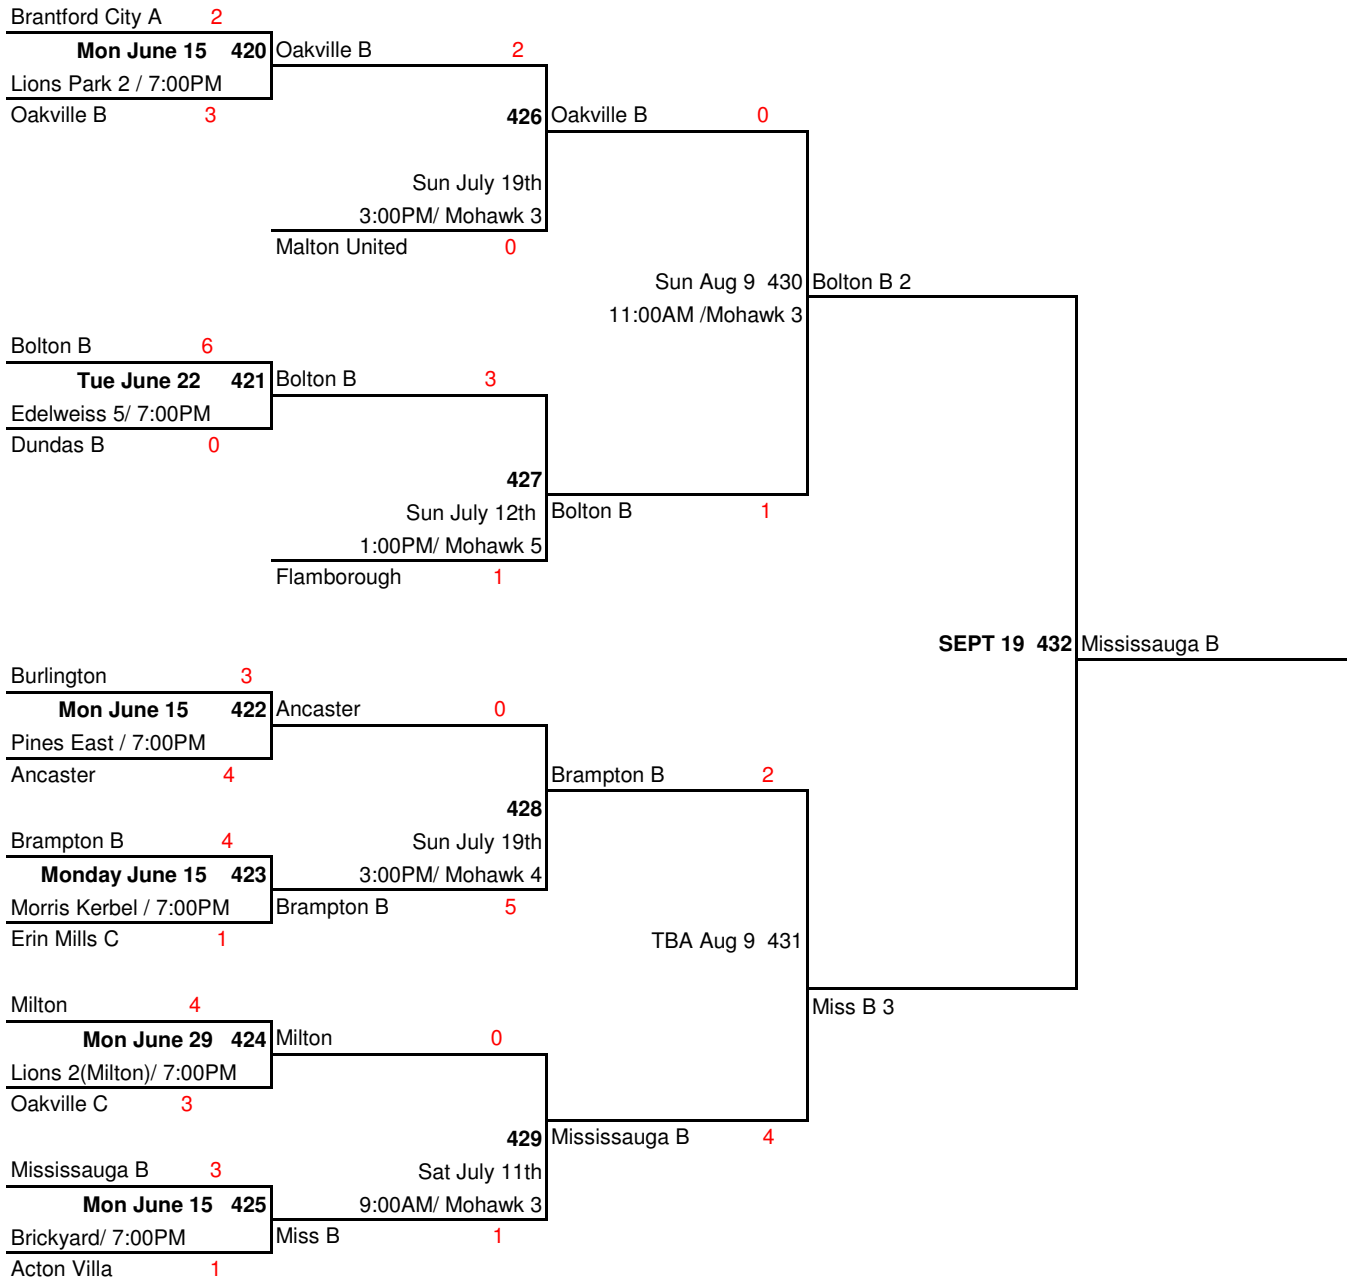 Brantford City A 2
Mon June 15 420 Oakville B 2
Lions Park 2 / 7:00PM
Oakville B 3
426 Oakville B 0
Sun July 19th
3:00PM/ Mohawk 3
Malton United 0
Sun Aug 9 430 Bolton B 2
11:00AM /Mohawk 3
Bolton B 6
Tue June 22 421 Bolton B 3
Edelweiss 5/ 7:00PM
Dundas B 0
427
Sun July 12th Bolton B 1
1:00PM/ Mohawk 5
Flamborough 1
SEPT 19 432 Mississauga B
Burlington 3
Mon June 15 422 Ancaster 0
Pines East / 7:00PM
Ancaster 4 Brampton B 2
428
Brampton B 4 Sun July 19th
Monday June 15 423 3:00PM/ Mohawk 4
Morris Kerbel / 7:00PM Brampton B 5
Erin Mills C 1 TBA Aug 9 431
Milton 4 Miss B 3
Mon June 29 424 Milton 0
Lions 2(Milton)/ 7:00PM
Oakville C 3
429 Mississauga B 4
Mississauga B 3 Sat July 11th
Mon June 15 425 9:00AM/ Mohawk 3
Brickyard/ 7:00PM Miss B 1
Acton Villa 1